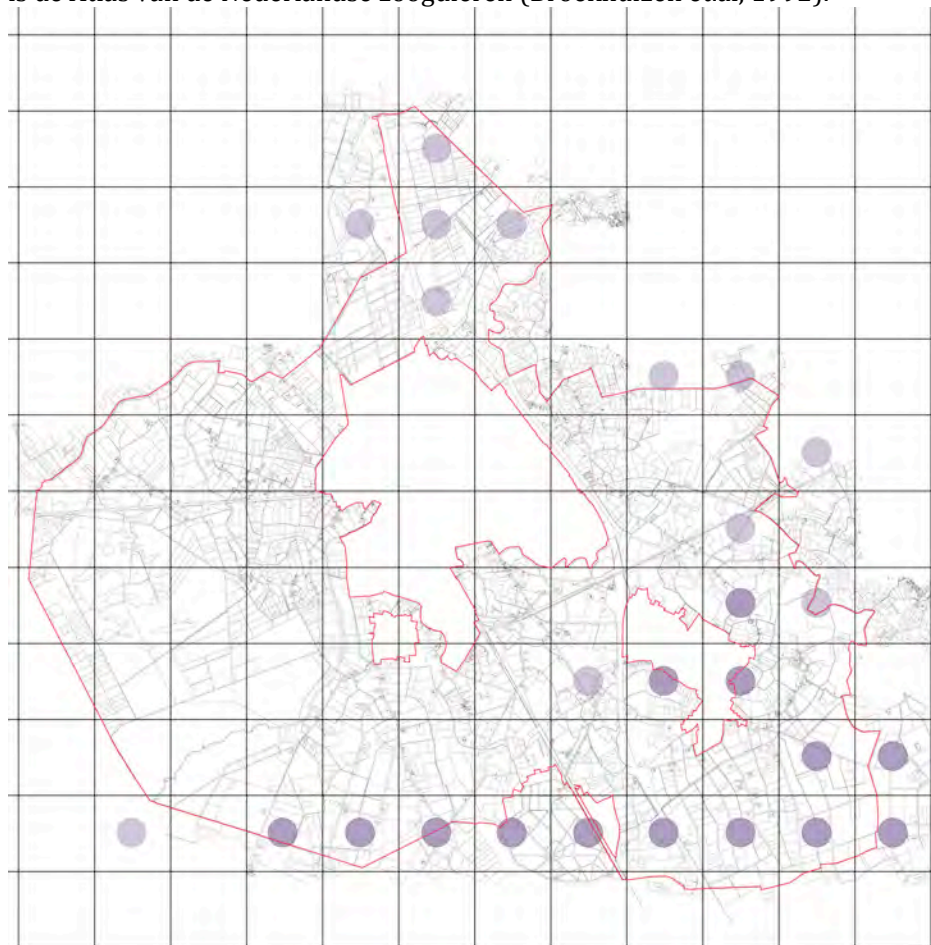 is de Atlas van de Nederlandse zoogdieren (Broekhuizen et al, 1992).